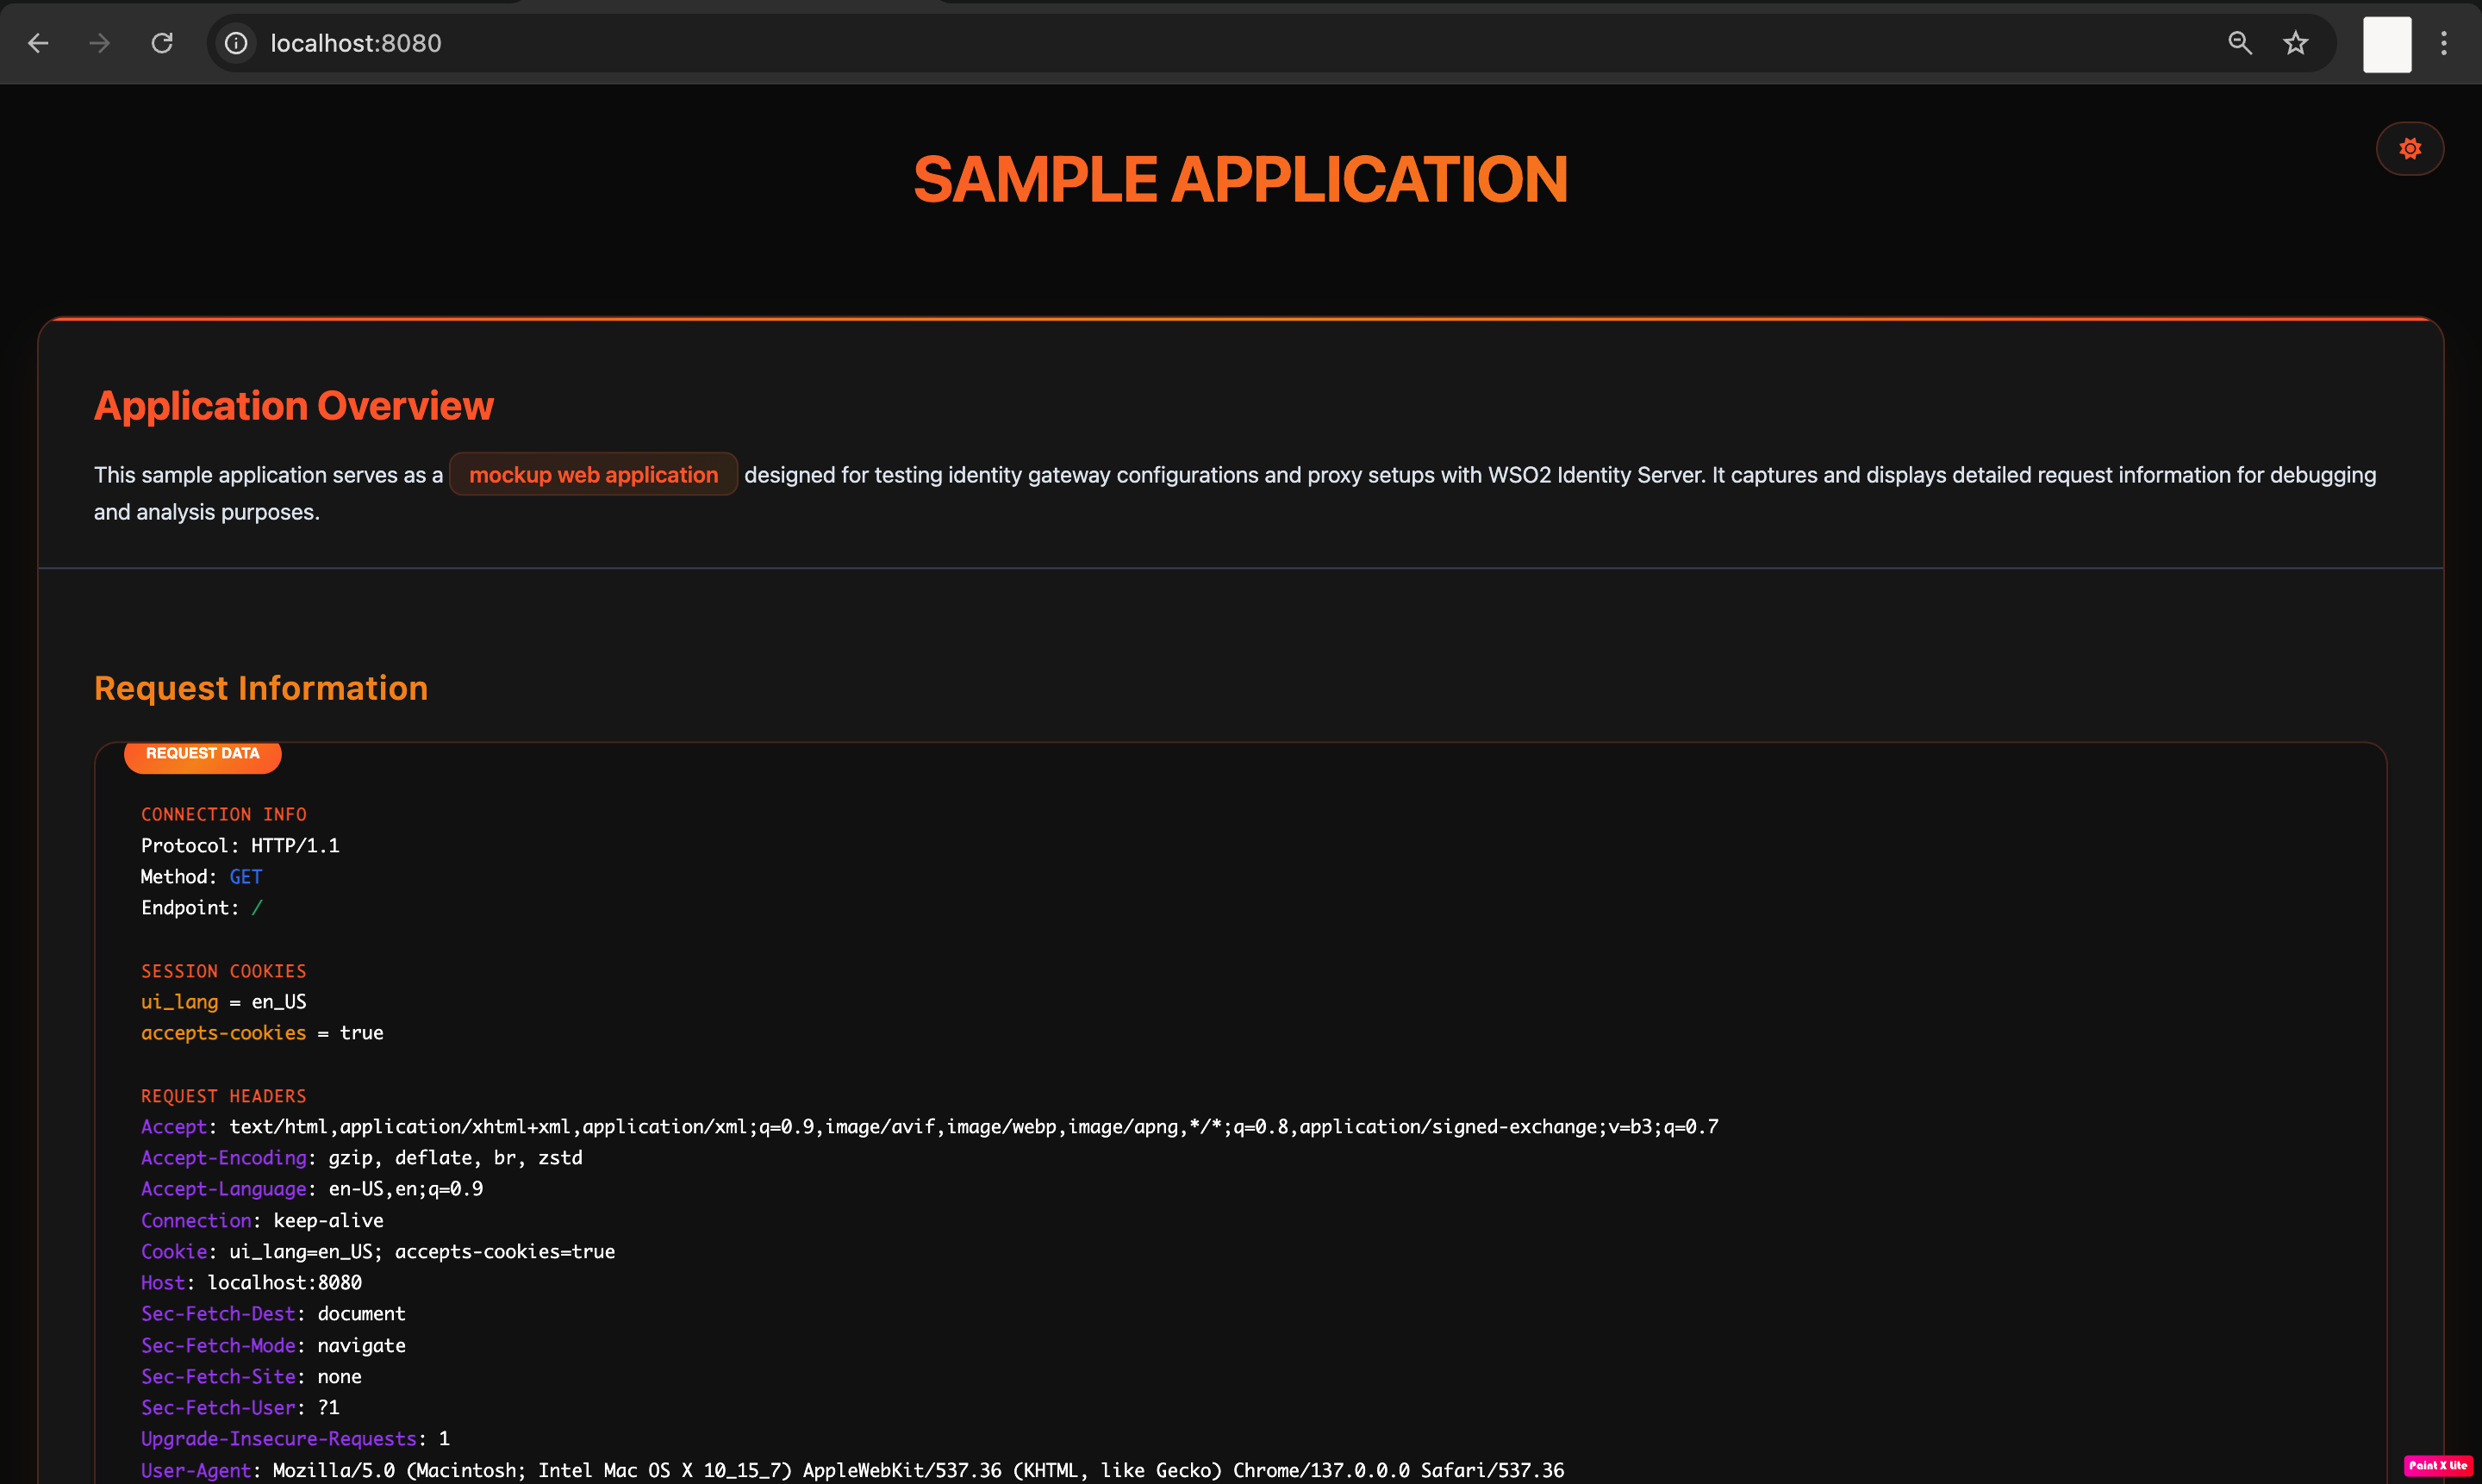 localhost:8080
SAMPLE APPLICATION
Application Overview
This sample application serves as a mockup web application designed for testing identity gateway configurations and proxy setups with WSO2 Identity Server. It captures and displays detailed request information for debugging
and analysis purposes.
Request Information
REQUEST DATA
CONNECTION INFO
Protocol: HTTP/1.1
Method: GET
Endpoint: /
SESSION COOKIES
ui_lang = en_US
accepts-cookies = true
REQUEST HEADERS
Accept: text/html,application/xhtml+xml,application/xml;q=0.9,image/avif,image/webp,image/apng,*/*;q=0.8,application/signed-exchange;v=b3;q=0.7
Accept-Encoding: gzip, deflate, br, zstd
Accept-Language: en-US,en;q=0.9
Connection: keep-alive
Cookie: ui_lang=en_US; accepts-cookies=true
Host: localhost:8080
Sec-Fetch-Dest: document
Sec-Fetch-Mode: navigate
Sec-Fetch-Site: none
Sec-Fetch-User: ?1
Upgrade-Insecure-Requests: 1
User-Agent: Mozilla/5.0 (Macintosh; Intel Mac OS X 10_15_7) AppleWebKit/537.36 (KHTML, like Gecko) Chrome/137.0.0.0 Safari/537.36
Paint X Lite